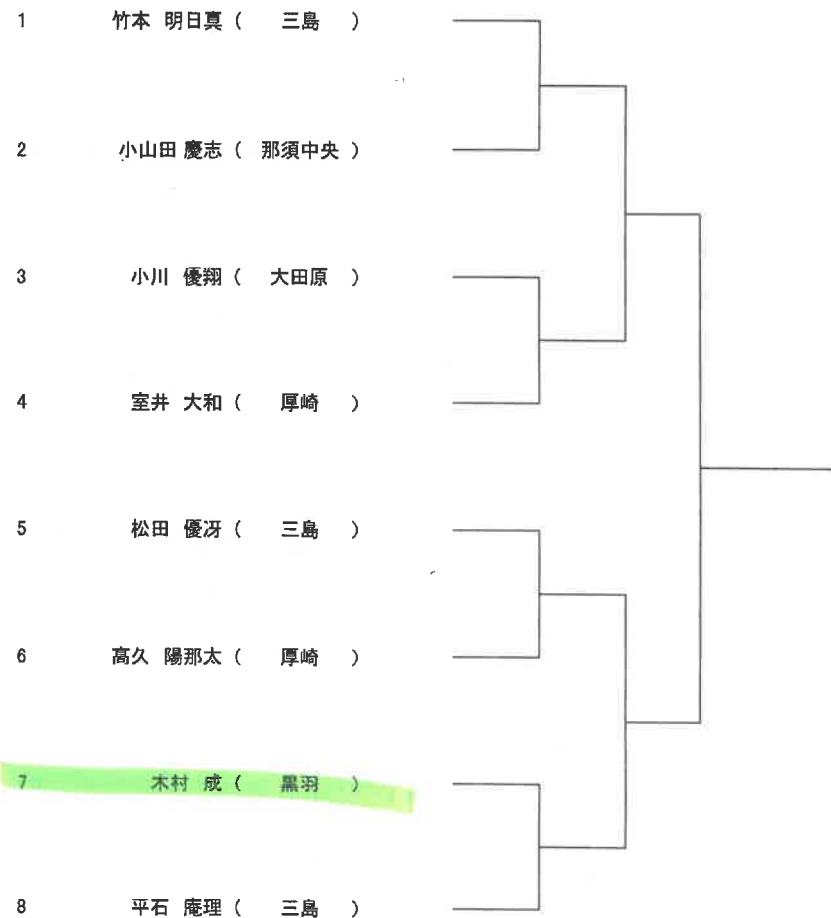 1 竹本 明日真 ( 三島 )
2 小山田 慶志 ( 那須中央 )
3 小川 優翔 ( 大田原 )
4 室井 大和 ( 厚崎 )
5 松田 優冴 ( 三島 )
6 高久 陽那太 ( 厚崎 )
7 木村 成 ( 黒羽 )
8 平石 庵理 ( 三島 )